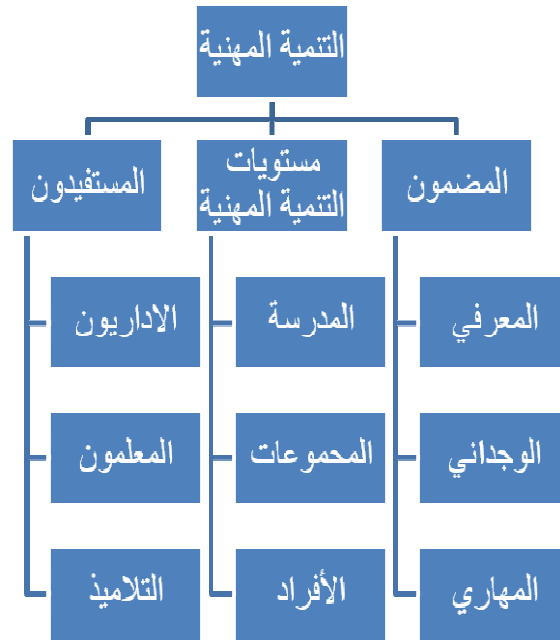 التنمية المهنية
المضمون
مستويات
التنمية المهنية
المستفيدون
المعرفي
المدرسة
الاداريون
الوجداني
المحموعات
المعلمون
المهاري
الأفراد
التلاميذ